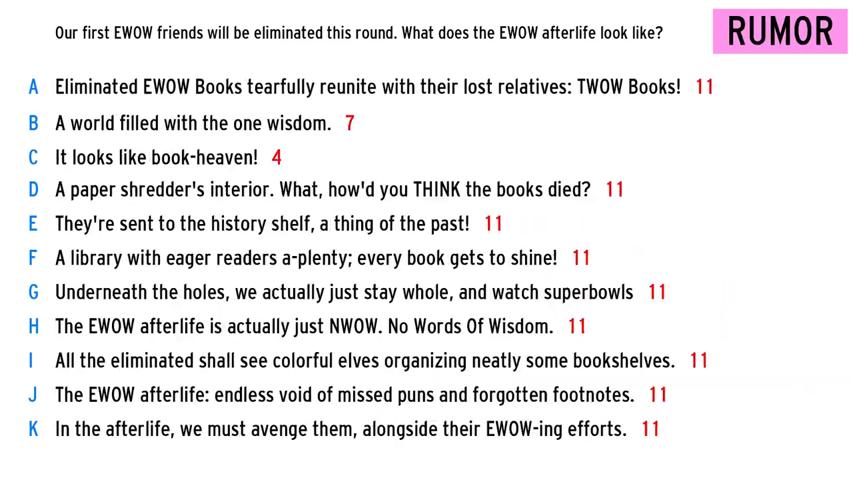 Our first EWOW friends will be eliminated this round. What does the EWOW afterlife look like?
RUMOR
A Eliminated EWOW Books tearfully reunite with their lost relatives: TWOW Books! 11
B A world filled with the one wisdom. 7
C It looks like book-heaven! 4
D A paper shredder's interior. What, how'd you THINK the books died? 11
E They're sent to the history shelf, a thing of the past! 11
F A library with eager readers a-plenty; every book gets to shine! 11
G Underneath the holes, we actually just stay whole, and watch superbowls 11
H The EWOW afterlife is actually just NWOW. No Words Of Wisdom. 11
I All the eliminated shall see colorful elves organizing neatly some bookshelves. 11
J The EWOW afterlife: endless void of missed puns and forgotten footnotes. 11
K In the afterlife, we must avenge them, alongside their EWOW-ing efforts. 11